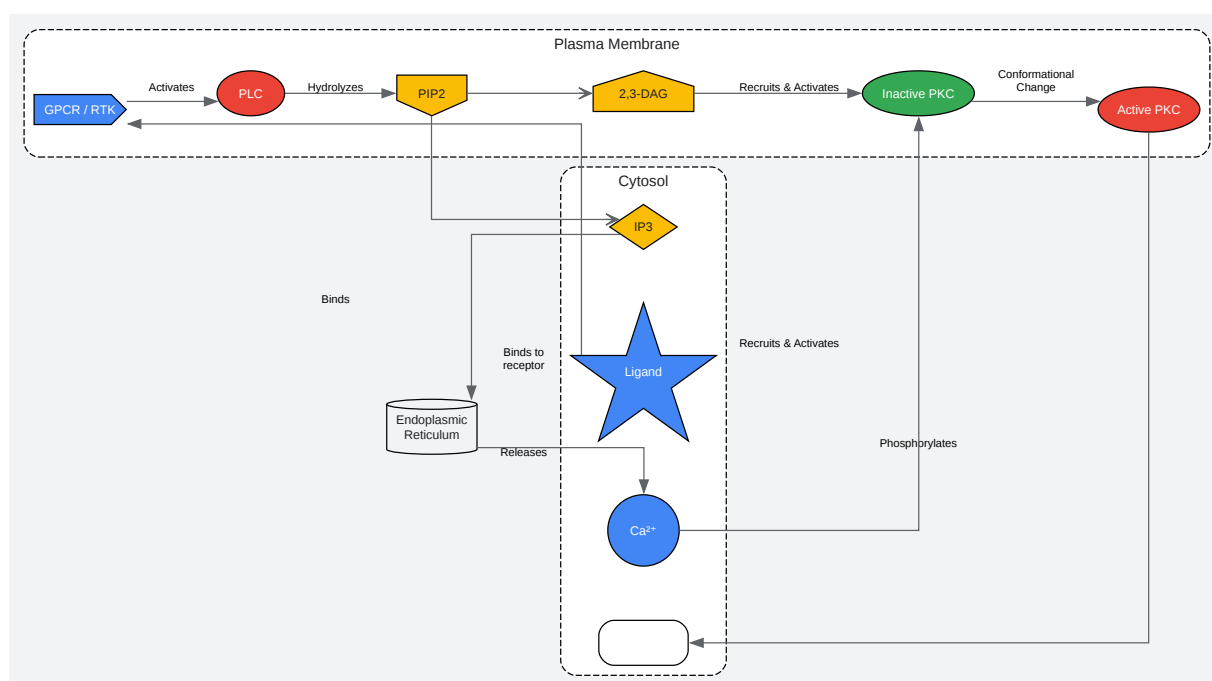 Plasma Membrane
Activates
PLC
Hydrolyzes
PIP2
2,3-DAG
Recruits & Activates
Inactive PKC
Conformational
Change
Active PKC
GPCR / RTK
Cytosol
IP3
Binds
Binds to
receptor
Ligand
Recruits & Activates
Endoplasmic
Reticulum
Releases
Phosphorylates
Ca²⁺